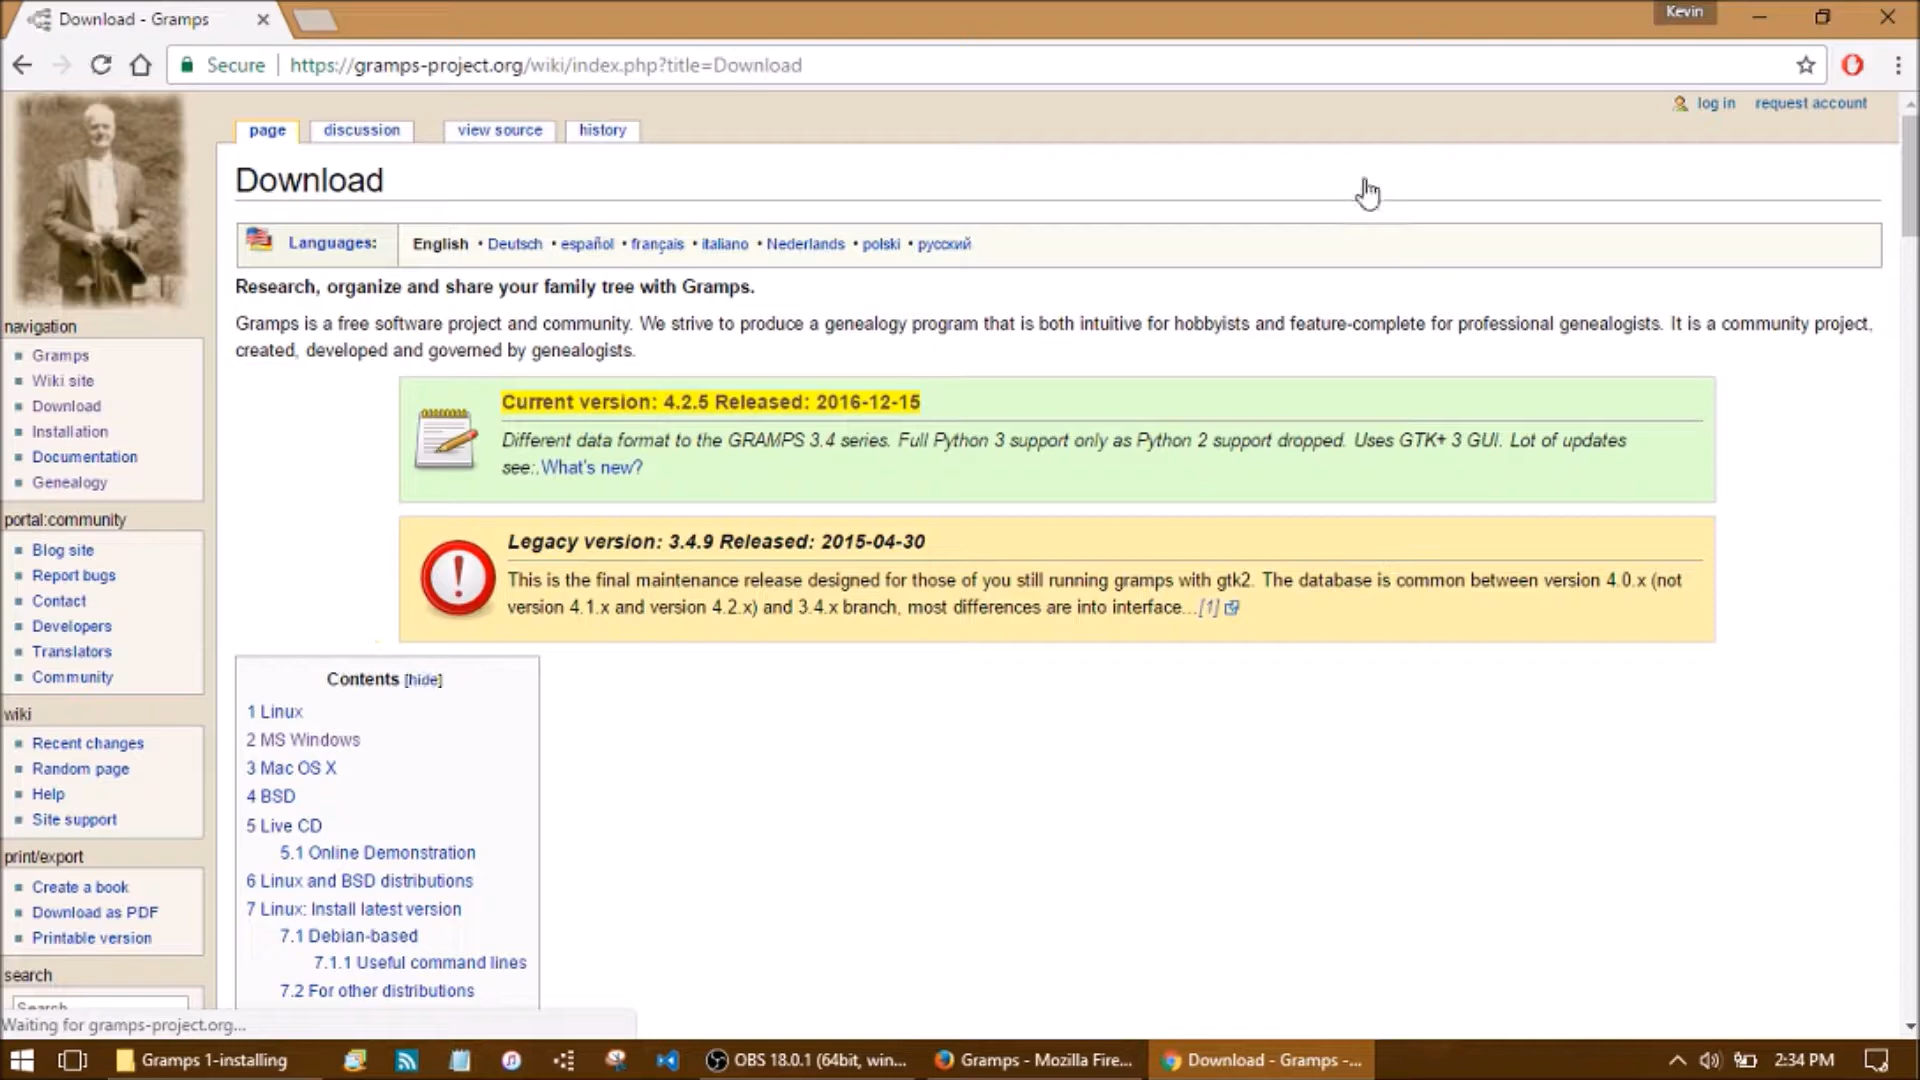 Download - Gramps
Kevin
Secure https://gramps-project.org/wiki/index.php?title=Download
log in request account
page discussion view source history
Download
Languages: English • Deutsch • español • français • italiano • Nederlands • polski • русский
Research, organize and share your family tree with Gramps.
Gramps is a free software project and community. We strive to produce a genealogy program that is both intuitive for hobbyists and feature-complete for professional genealogists. It is a community project,
created, developed and governed by genealogists.
Current version: 4.2.5 Released: 2016-12-15
Different data format to the GRAMPS 3.4 series. Full Python 3 support only as Python 2 support dropped. Uses GTK+ 3 GUI. Lot of updates
see:.What's new?
Legacy version: 3.4.9 Released: 2015-04-30
This is the final maintenance release designed for those of you still running gramps with gtk2. The database is common between version 4.0.x (not
version 4.1.x and version 4.2.x) and 3.4.x branch, most differences are into interface...[1]
Contents [hide]
1 Linux
2 MS Windows
3 Mac OS X
4 BSD
5 Live CD
5.1 Online Demonstration
6 Linux and BSD distributions
7 Linux: Install latest version
7.1 Debian-based
7.1.1 Useful command lines
7.2 For other distributions
navigation
Gramps
Wiki site
Download
Installation
Documentation
Genealogy
portal:community
Blog site
Report bugs
Contact
Developers
Translators
Community
wiki
Recent changes
Random page
Help
Site support
print/export
Create a book
Download as PDF
Printable version
search
Search
Waiting for gramps-project.org...
Gramps 1-installing
OBS 18.0.1 (64bit, win...
Gramps - Mozilla Fire...
Download - Gramps -...
2:34 PM